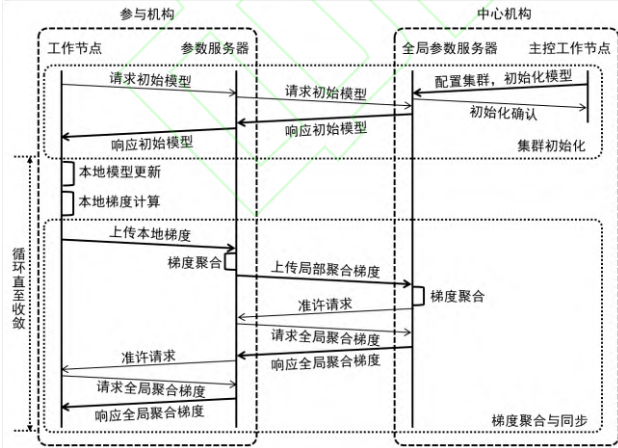 参与机构
中心机构
工作节点
参数服务器
全局参数服务器
主控工作节点
请求初始模型
请求初始模型
配置集群，初始化模型
初始化确认
响应初始模型
响应初始模型
集群初始化
本地模型更新
本地梯度计算
循环直至收敛
上传本地梯度
梯度聚合
上传局部聚合梯度
梯度聚合
准许请求
请求全局聚合梯度
准许请求
响应全局聚合梯度
请求全局聚合梯度
响应全局聚合梯度
梯度聚合与同步